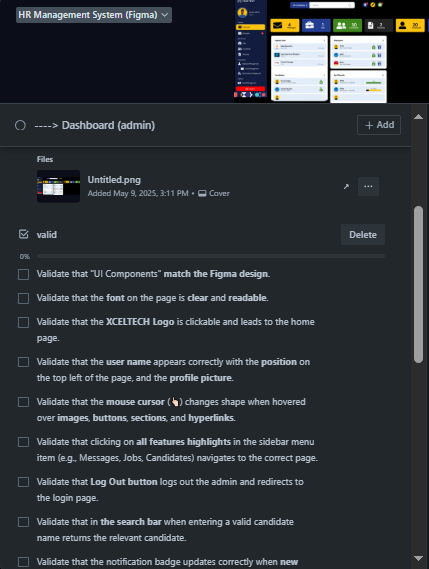 HR Management System (Figma)
----> Dashboard (admin)
+ Add
Files
Untitled.png
Added May 9, 2025, 3:11 PM • Cover
valid
Delete
0%
Validate that "UI Components" match the Figma design.
Validate that the font on the page is clear and readable.
Validate that the XCELTECH Logo is clickable and leads to the home
page.
Validate that the user name appears correctly with the position on
the top left of the page, and the profile picture.
Validate that the mouse cursor (👆🏻) changes shape when hovered
over images, buttons, sections, and hyperlinks.
Validate that clicking on all features highlights in the sidebar menu
item (e.g., Messages, Jobs, Candidates) navigates to the correct page.
Validate that Log Out button logs out the admin and redirects to
the login page.
Validate that in the search bar when entering a valid candidate
name returns the relevant candidate.
Validate that the notification badge updates correctly when new